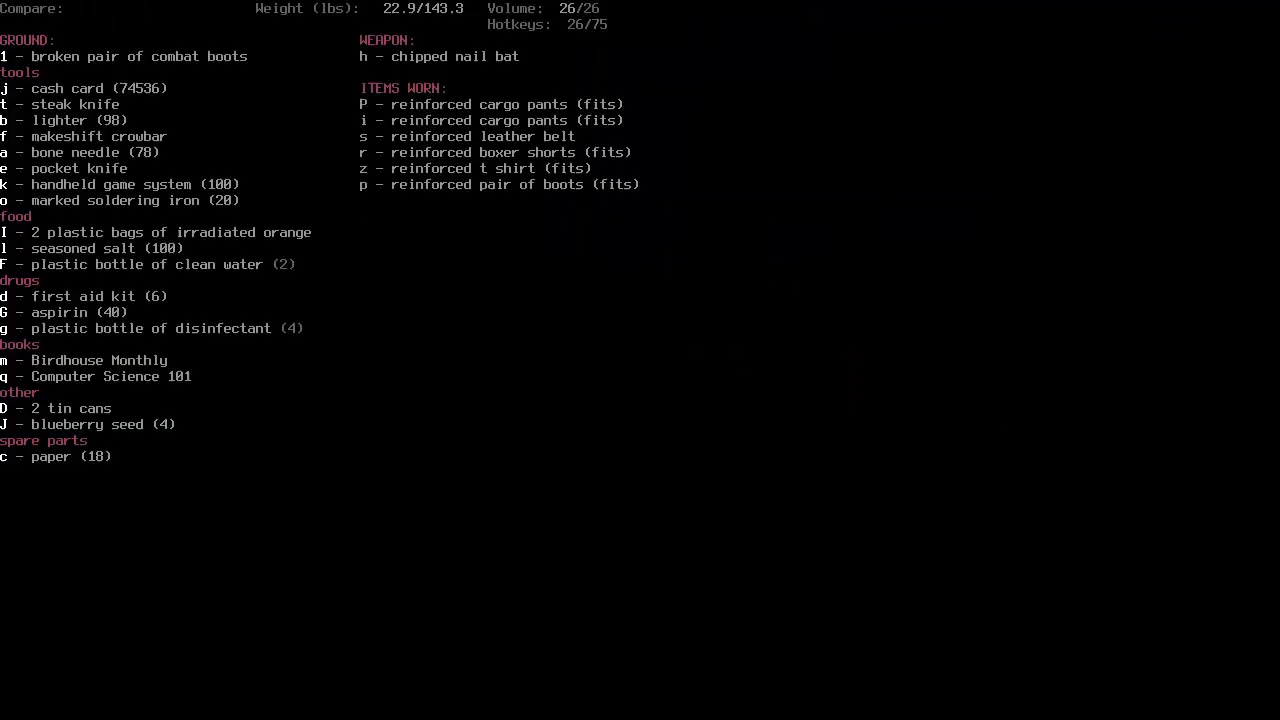 Compare: Weight (lbs): 22.9/143.3 Volume: 26/26
Hotkeys: 26/75
GROUND: WEAPON:
1 - broken pair of combat boots h - chipped nail bat
tools
j - cash card (74536) ITEMS WORN:
t - steak knife P - reinforced cargo pants (fits)
b - lighter (98) i - reinforced cargo pants (fits)
f - makeshift crowbar s - reinforced leather belt
a - bone needle (78) r - reinforced boxer shorts (fits)
e - pocket knife z - reinforced t shirt (fits)
k - handheld game system (100) p - reinforced pair of boots (fits)
o - marked soldering iron (20)
food
I - 2 plastic bags of irradiated orange
l - seasoned salt (100)
F - plastic bottle of clean water (2)
drugs
d - first aid kit (6)
G - aspirin (40)
g - plastic bottle of disinfectant (4)
books
m - Birdhouse Monthly
q - Computer Science 101
other
D - 2 tin cans
J - blueberry seed (4)
spare parts
c - paper (18)